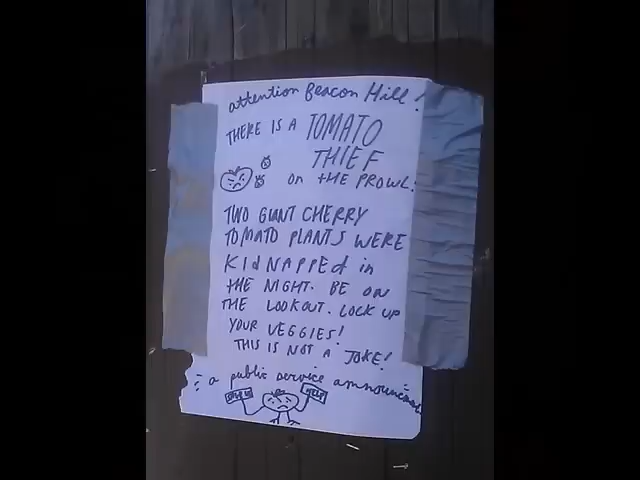 attention Beacon Hill!
THERE IS A TOMATO
THIEF
on tHE PROWL!
TWO GIANT CHERRY
TOMATO PLANTS WERE
KIdNAPPEd in
tHE NIGHT. BE ON
THE LOOKOUT. LOCK UP
YOUR VEGGIES!
THIS IS NOT A JOKE!
a public service announcement
HELP